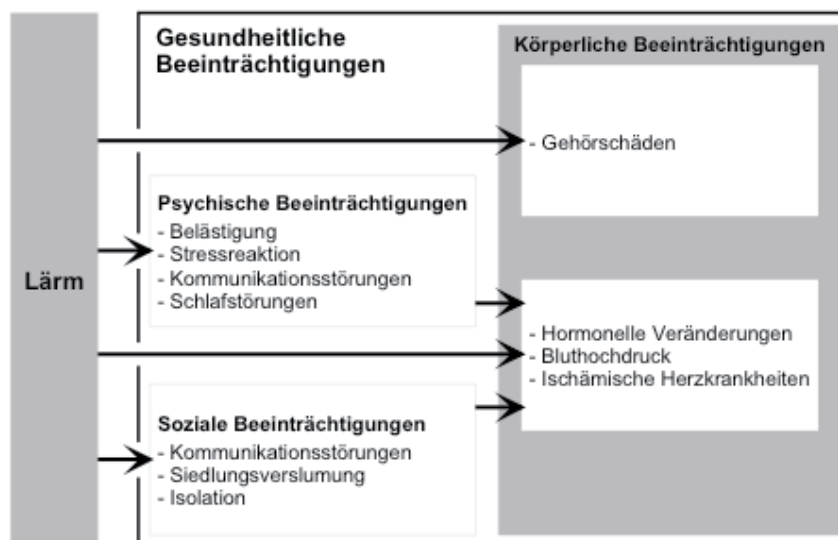 Gesundheitliche
Beeinträchtigungen
Körperliche Beeinträchtigungen
- Gehörschäden
Psychische Beeinträchtigungen
- Belästigung
- Stressreaktion
- Kommunikationsstörungen
- Schlafstörungen
Lärm
- Hormonelle Veränderungen
- Bluthochdruck
- Ischämische Herzkrankheiten
Soziale Beeinträchtigungen
- Kommunikationsstörungen
- Siedlungsverslumung
- Isolation